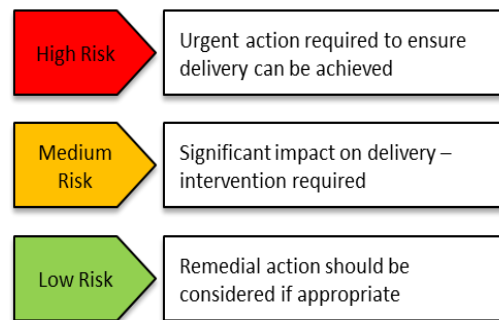 High Risk
Urgent action required to ensure
delivery can be achieved
Medium
Risk
Significant impact on delivery –
intervention required
Low Risk
Remedial action should be
considered if appropriate